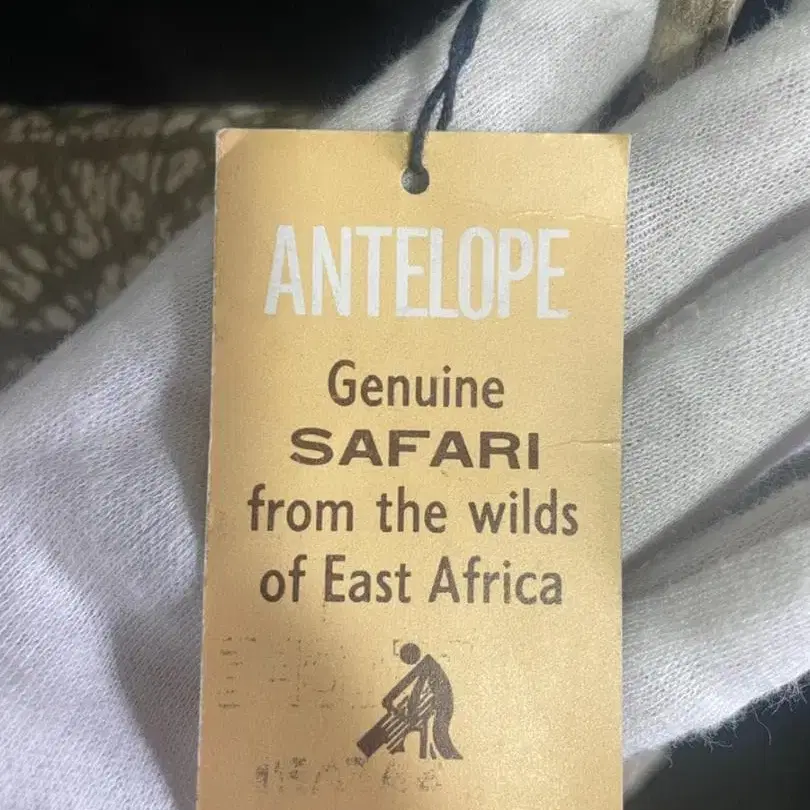 ANTELOPE
Genuine
SAFARI
from the wilds
of East Africa